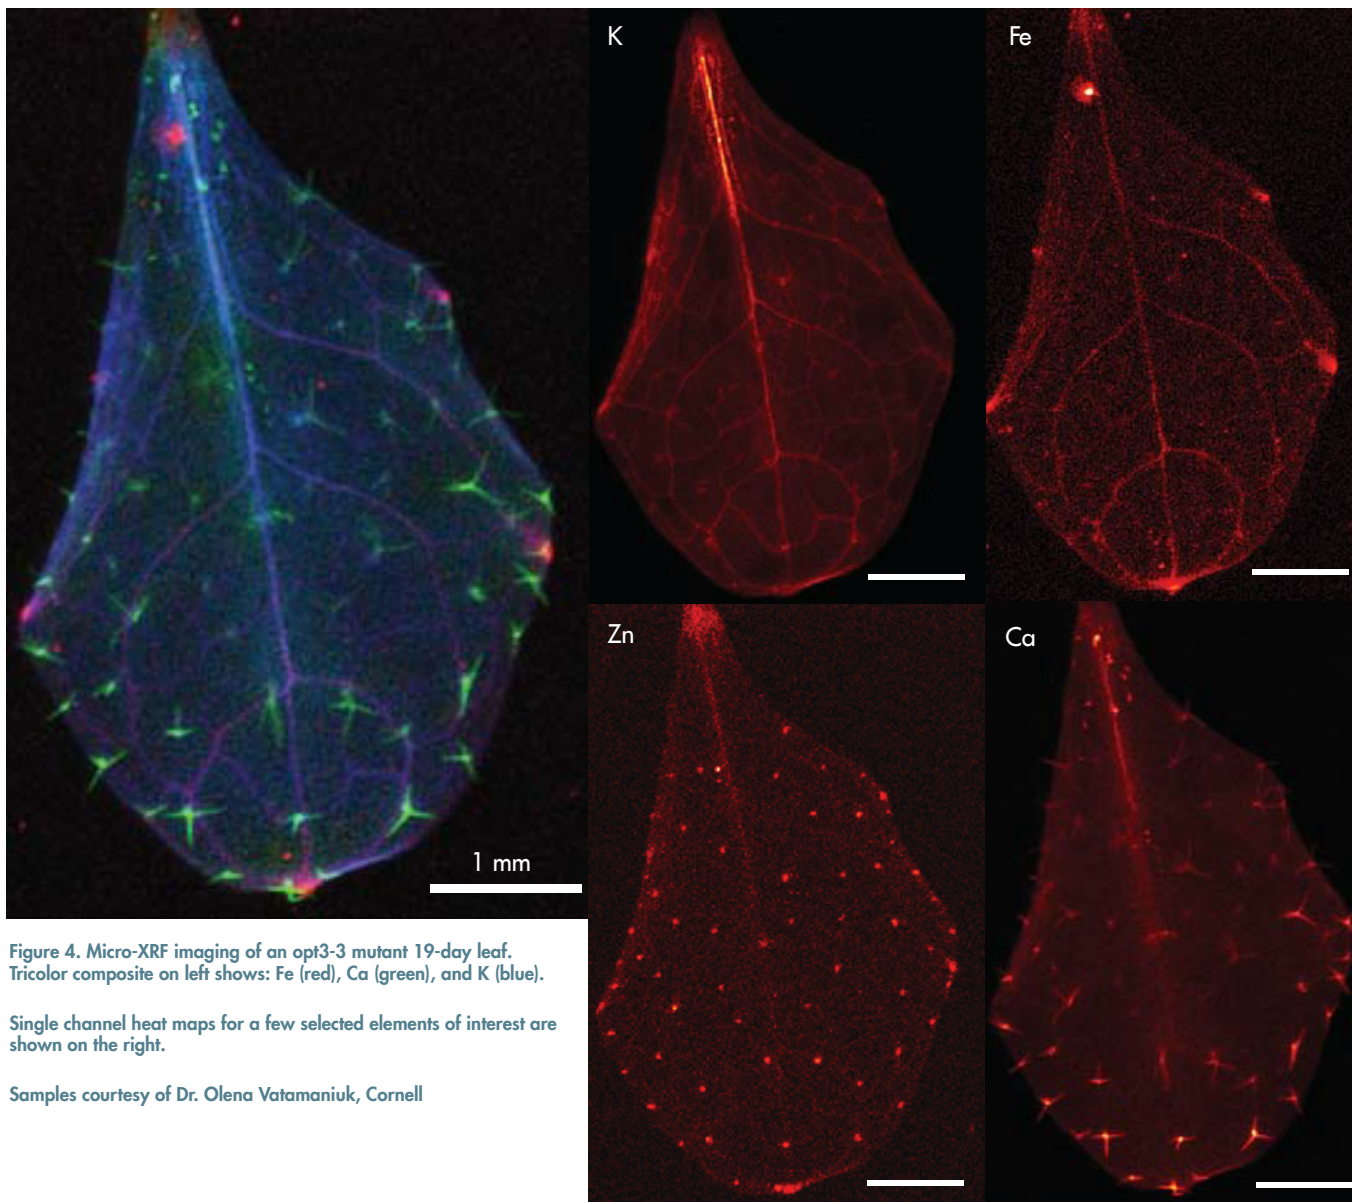 K
Fe
1 mm
Zn
Ca
Figure 4. Micro-XRF imaging of an opt3-3 mutant 19-day leaf.
Tricolor composite on left shows: Fe (red), Ca (green), and K (blue).
Single channel heat maps for a few selected elements of interest are
shown on the right.
Samples courtesy of Dr. Olena Vatamaniuk, Cornell